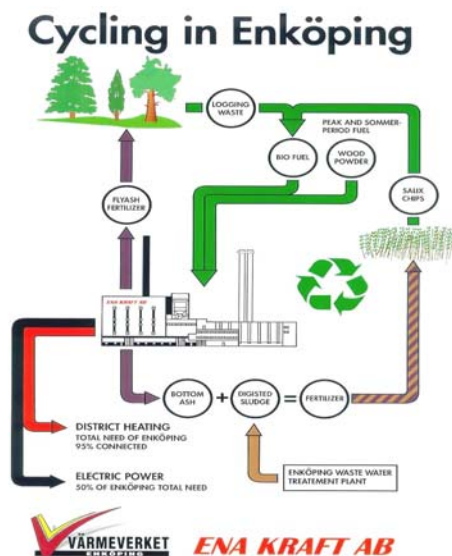 Cycling in Enköping
LOGGING
WASTE
PEAK AND SOMMER-
PERIOD FUEL
BIO FUEL
WOOD
POWDER
SALIX
CHIPS
FLYASH
FERTILIZER
ENA KRAFT AB
BOTTOM
ASH
+
DIGISTED
SLUDGE
=
FERTILIZER
DISTRICT HEATING
TOTAL NEED OF ENKÖPING
95% CONNECTED
ELECTRIC POWER
50% OF ENKÖPING TOTAL NEED
ENKÖPING WASTE WATER
TREATEMENT PLANT
VÄRMEVERKET
ENKÖPING
ENA KRAFT AB